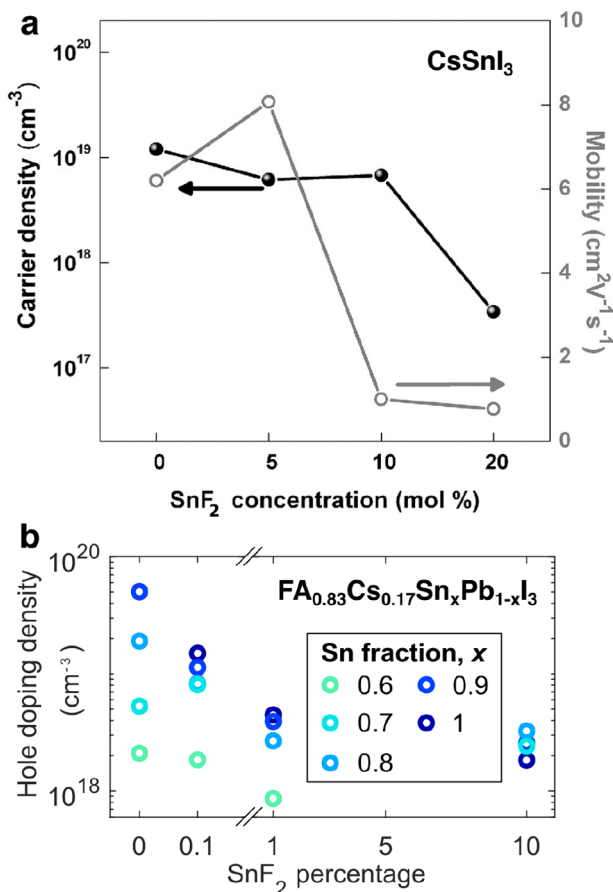 a
CsSnI3
Carrier density (cm-3)
10^20
10^19
10^18
10^17
Mobility (cm2V-1s-1)
10
8
6
4
2
0
0 5 10 20
SnF2 concentration (mol %)
b
FA0.83Cs0.17SnxPb1-xI3
Hole doping density
(cm-3)
10^20
10^18
Sn fraction, x
0.6 0.9
0.7 1
0.8
0 0.1 1 5 10
SnF2 percentage